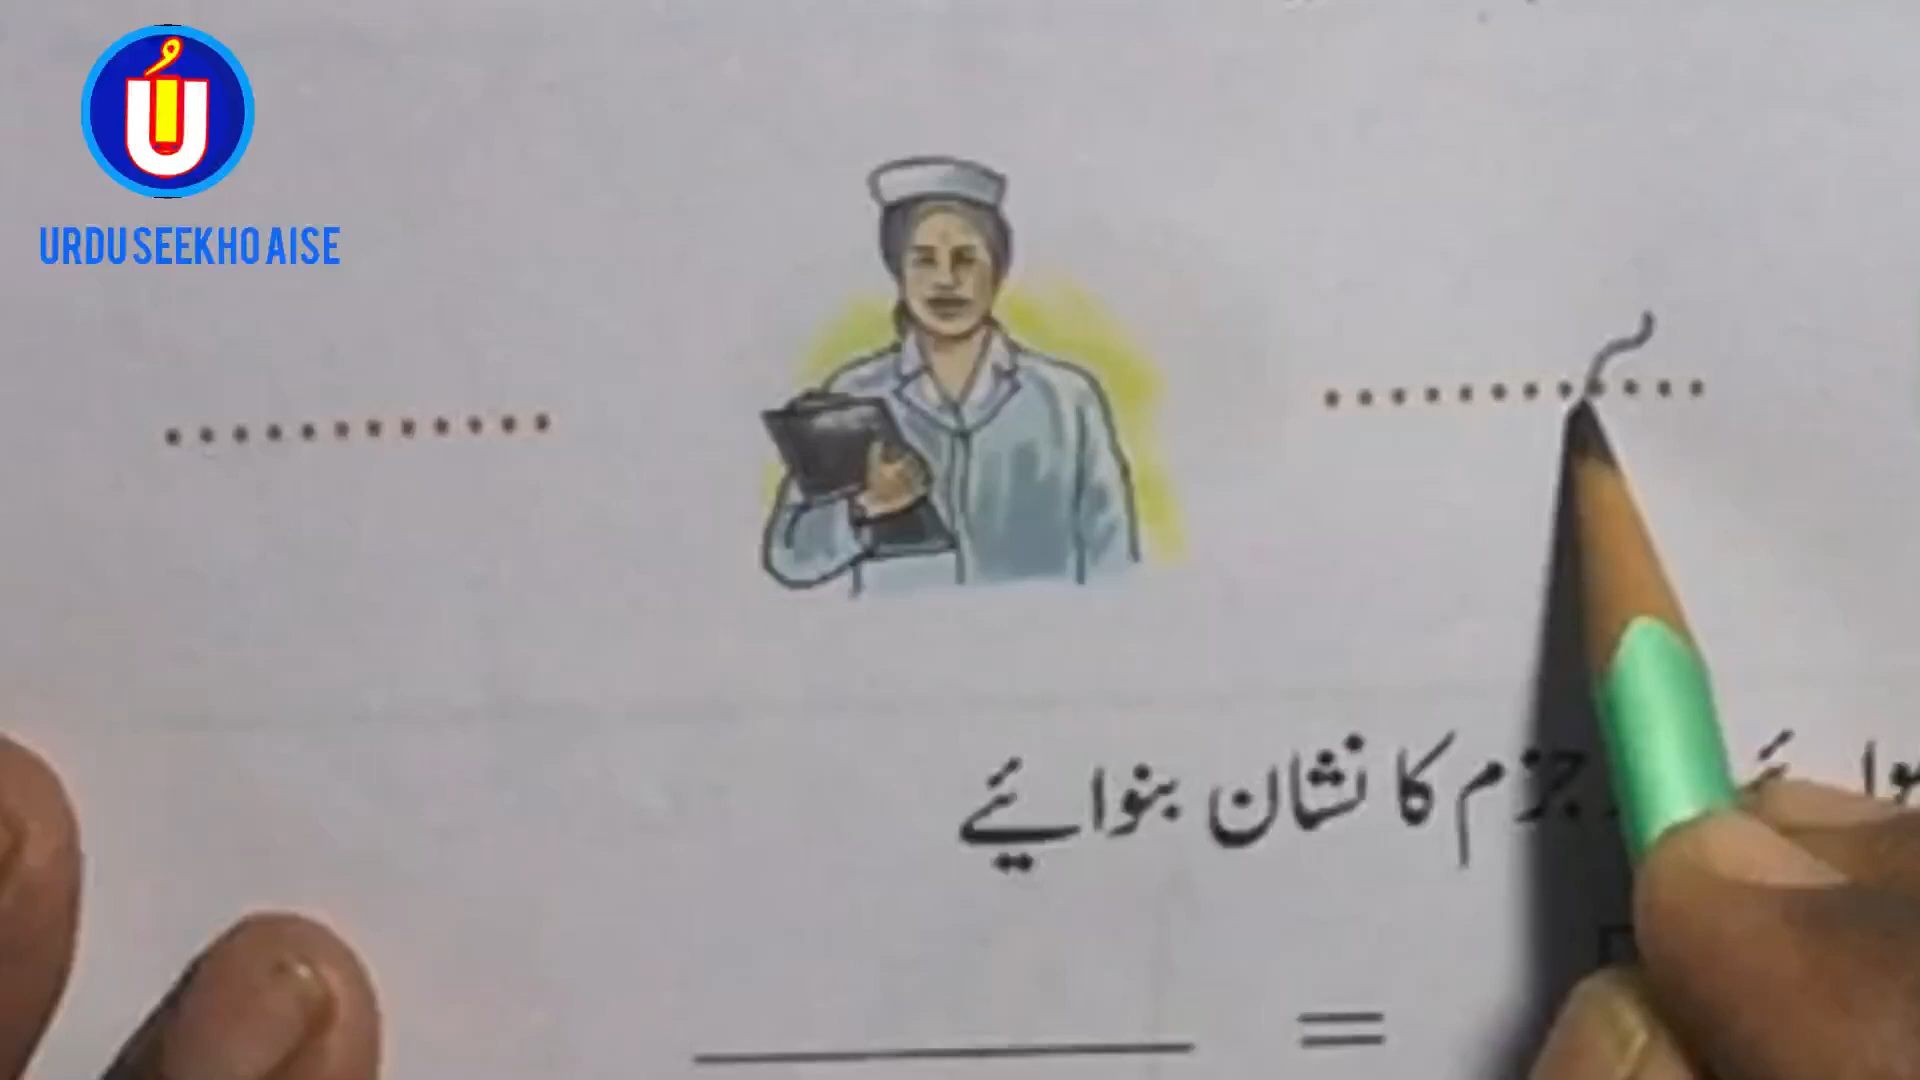 URDU SEEKHO AISE
جزم کا نشان بنوائیے
=